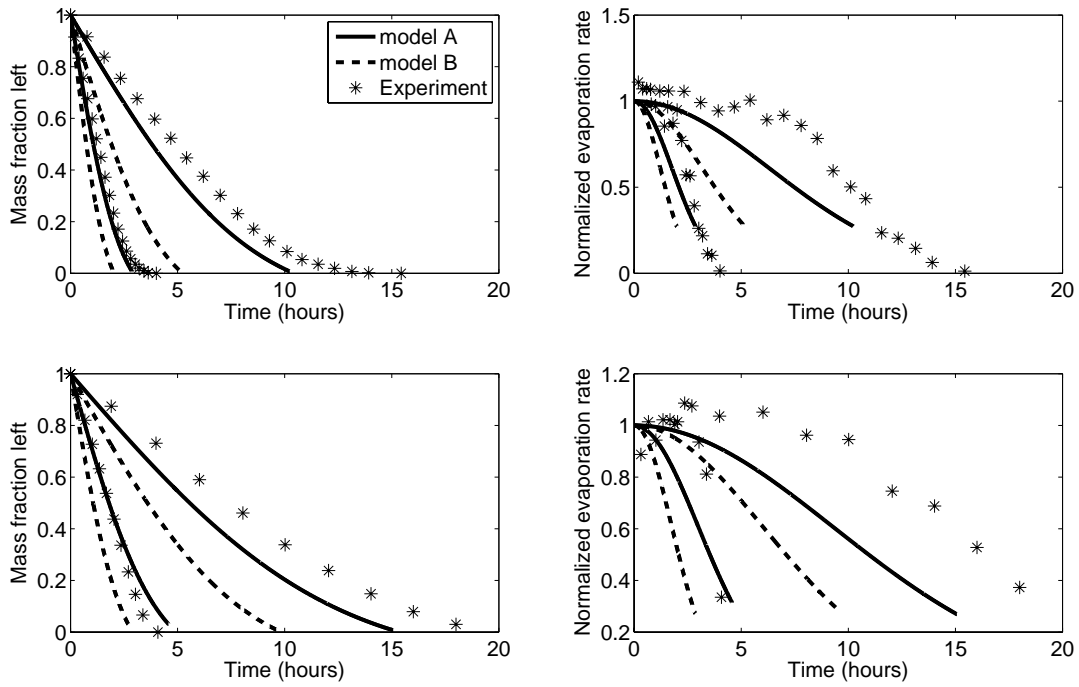 1
0.8
0.6
0.4
0.2
0
0 5 10 15 20
Time (hours)
Mass fraction left
model A
model B
Experiment
1.5
1
0.5
0
0 5 10 15 20
Time (hours)
Normalized evaporation rate
1
0.8
0.6
0.4
0.2
0
0 5 10 15 20
Time (hours)
Mass fraction left
1.2
1
0.8
0.6
0.4
0.2
0 5 10 15 20
Time (hours)
Normalized evaporation rate